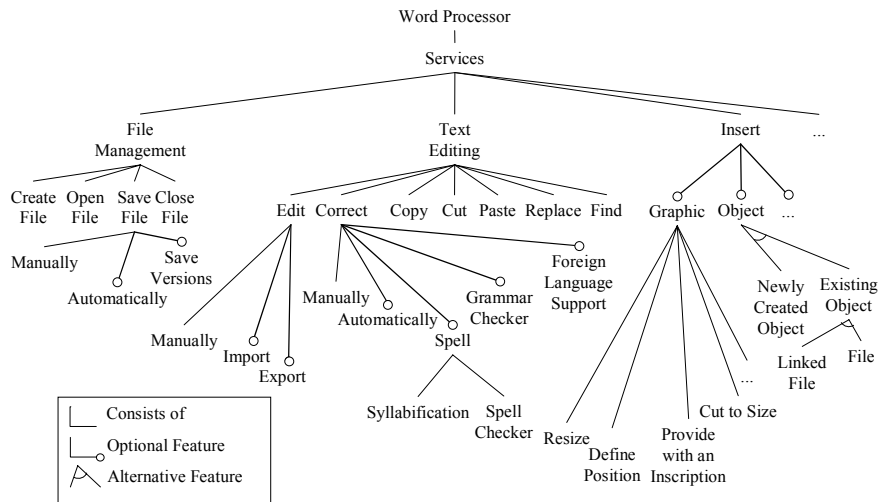 Word Processor
Services
File
Management
Text
Editing
Insert
...
Create
File
Open
File
Save
File
Close
File
Edit
Correct
Copy
Cut
Paste
Replace
Find
Graphic
Object
...
Manually
Automatically
Save
Versions
Manually
Import
Export
Manually
Automatically
Spell
Grammar
Checker
Foreign
Language
Support
Newly
Created
Object
Existing
Object
Linked
File
File
Syllabification
Spell
Checker
Resize
Define
Position
Provide
with an
Inscription
Cut to Size
...
Consists of
Optional Feature
Alternative Feature